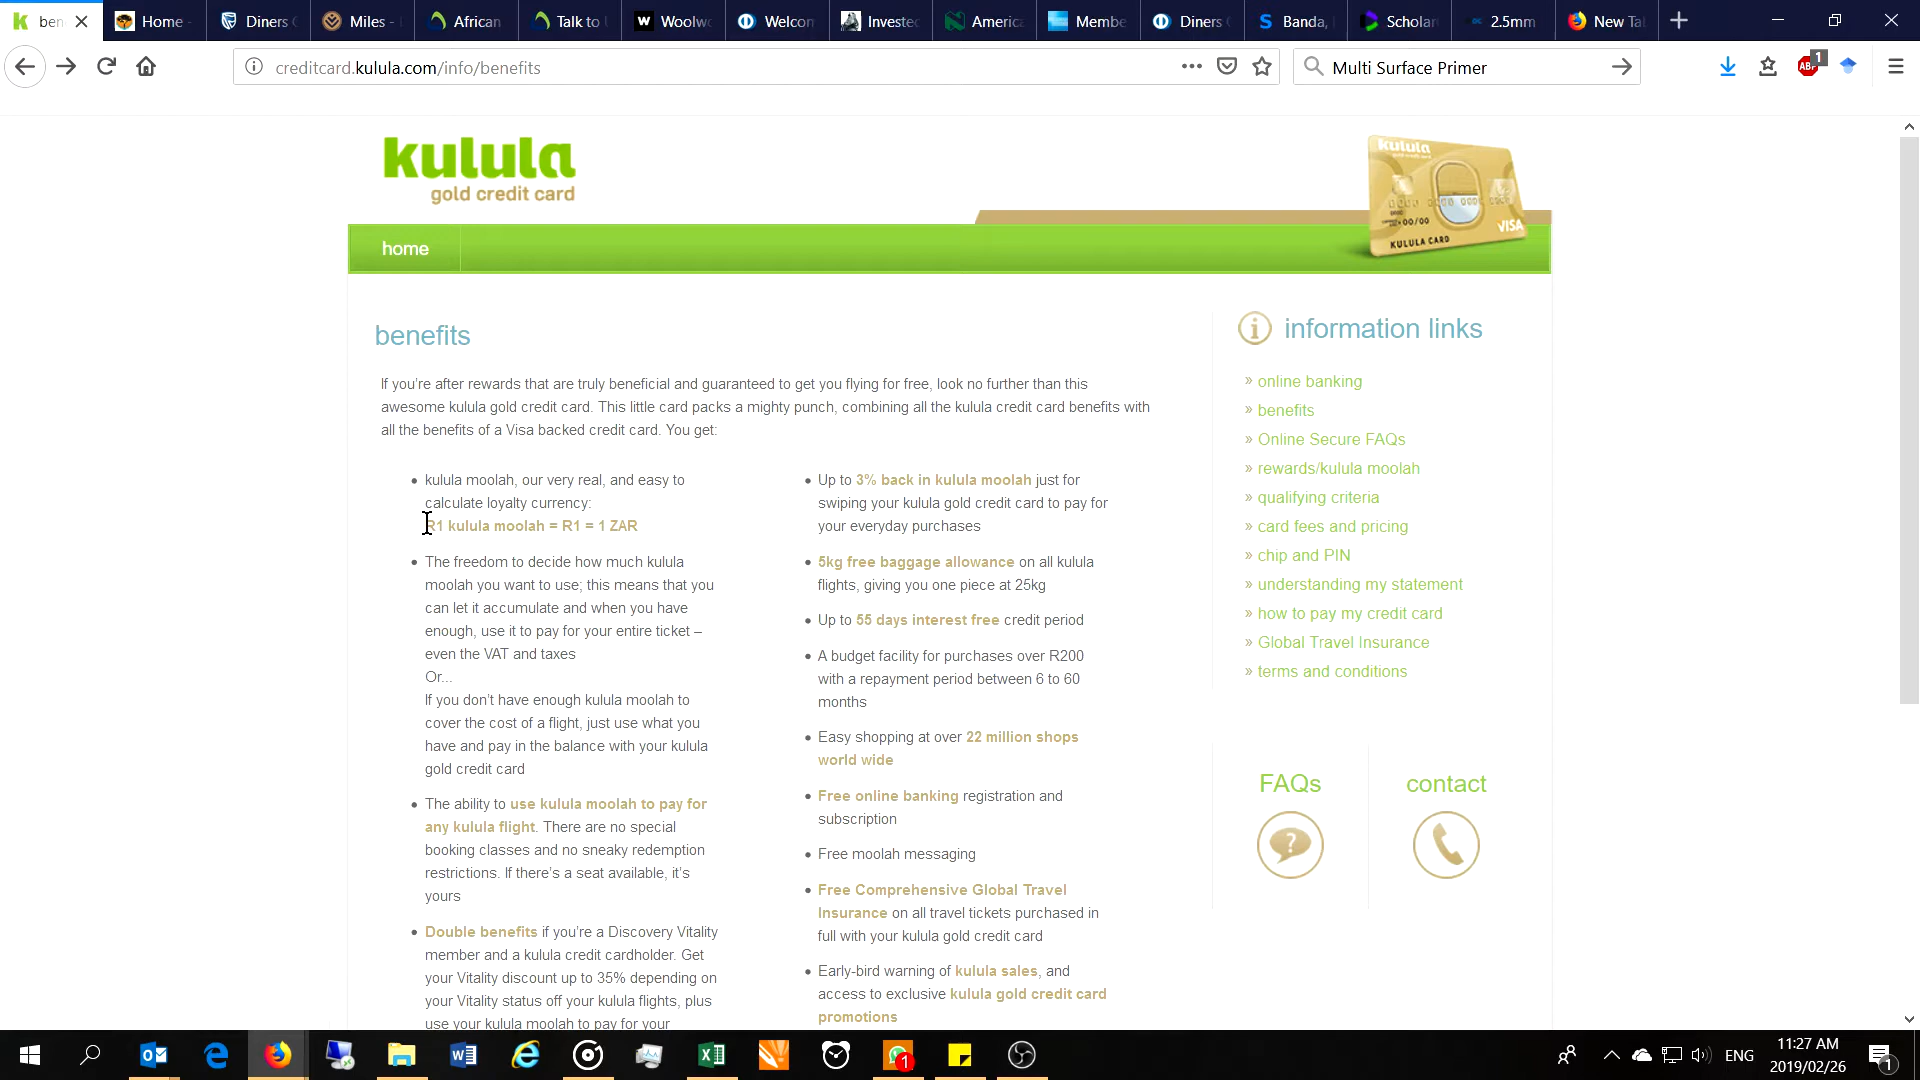 ben
Home -
Diners C
Miles -
African
Talk to
Woolw
Welcom
Investec
America
Membe
Diners
Banda,
Scholar
2.5mm
New Ta
creditcard.kulula.com/info/benefits
Multi Surface Primer
ABP
1
kulula
gold credit card
kulula
gold credit card
00/00
VISA
KULULA CARD
home
benefits
If you’re after rewards that are truly beneficial and guaranteed to get you flying for free, look no further than this
awesome kulula gold credit card. This little card packs a mighty punch, combining all the kulula credit card benefits with
all the benefits of a Visa backed credit card. You get:
kulula moolah, our very real, and easy to
calculate loyalty currency:
R1 kulula moolah = R1 = 1 ZAR
The freedom to decide how much kulula
moolah you want to use; this means that you
can let it accumulate and when you have
enough, use it to pay for your entire ticket –
even the VAT and taxes
Or...
If you don’t have enough kulula moolah to
cover the cost of a flight, just use what you
have and pay in the balance with your kulula
gold credit card
The ability to use kulula moolah to pay for
any kulula flight. There are no special
booking classes and no sneaky redemption
restrictions. If there’s a seat available, it’s
yours
Double benefits if you’re a Discovery Vitality
member and a kulula credit cardholder. Get
your Vitality discount up to 35% depending on
your Vitality status off your kulula flights, plus
use your kulula moolah to pay for your
Up to 3% back in kulula moolah just for
swiping your kulula gold credit card to pay for
your everyday purchases
5kg free baggage allowance on all kulula
flights, giving you one piece at 25kg
Up to 55 days interest free credit period
A budget facility for purchases over R200
with a repayment period between 6 to 60
months
Easy shopping at over 22 million shops
world wide
Free online banking registration and
subscription
Free moolah messaging
Free Comprehensive Global Travel
Insurance on all travel tickets purchased in
full with your kulula gold credit card
Early-bird warning of kulula sales, and
access to exclusive kulula gold credit card
promotions
information links
» online banking
» benefits
» Online Secure FAQs
» rewards/kulula moolah
» qualifying criteria
» card fees and pricing
» chip and PIN
» understanding my statement
» how to pay my credit card
» Global Travel Insurance
» terms and conditions
FAQs
contact
?
1
ENG
11:27 AM
2019/02/26
1